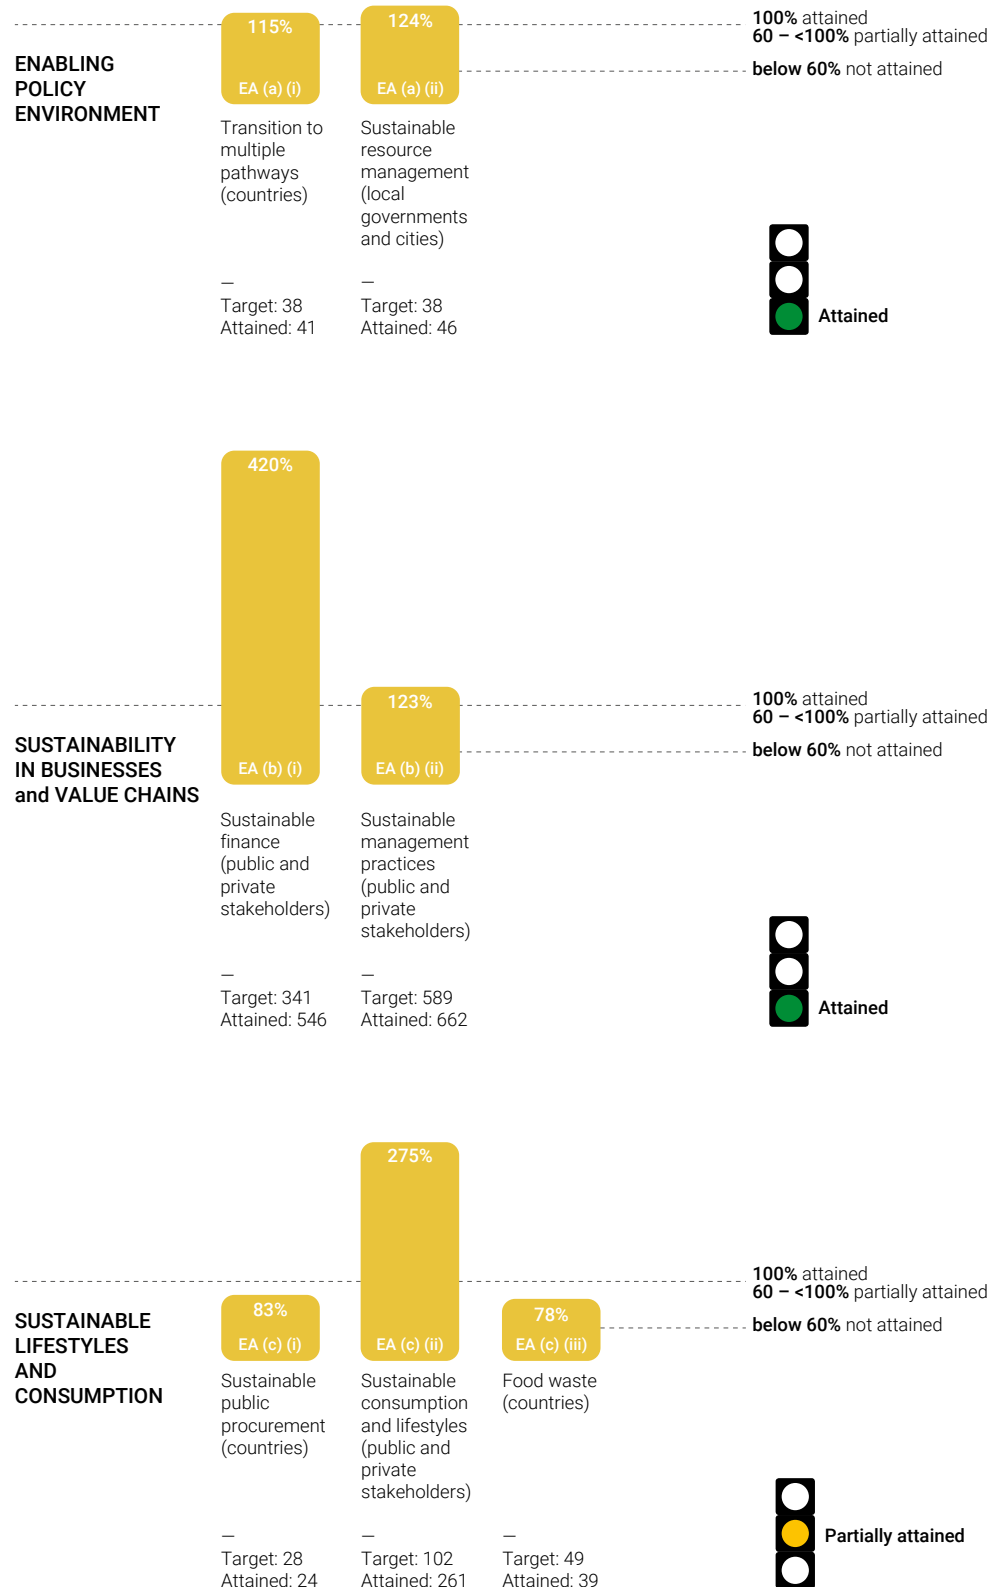 100% attained
60 – <100% partially attained
below 60% not attained
ENABLING
POLICY
ENVIRONMENT
115%
EA (a) (i)
124%
EA (a) (ii)
Transition to
multiple
pathways
(countries)
—
Target: 38
Attained: 41
Sustainable
resource
management
(local
governments
and cities)
—
Target: 38
Attained: 46
Attained
100% attained
60 – <100% partially attained
below 60% not attained
SUSTAINABILITY
IN BUSINESSES
and VALUE CHAINS
420%
EA (b) (i)
123%
EA (b) (ii)
Sustainable
finance
(public and
private
stakeholders)
—
Target: 341
Attained: 546
Sustainable
management
practices
(public and
private
stakeholders)
—
Target: 589
Attained: 662
Attained
100% attained
60 – <100% partially attained
below 60% not attained
SUSTAINABLE
LIFESTYLES
AND
CONSUMPTION
83%
EA (c) (i)
275%
EA (c) (ii)
78%
EA (c) (iii)
Sustainable
public
procurement
(countries)
—
Target: 28
Attained: 24
Sustainable
consumption
and lifestyles
(public and
private
stakeholders)
—
Target: 102
Attained: 261
Food waste
(countries)
—
Target: 49
Attained: 39
Partially attained